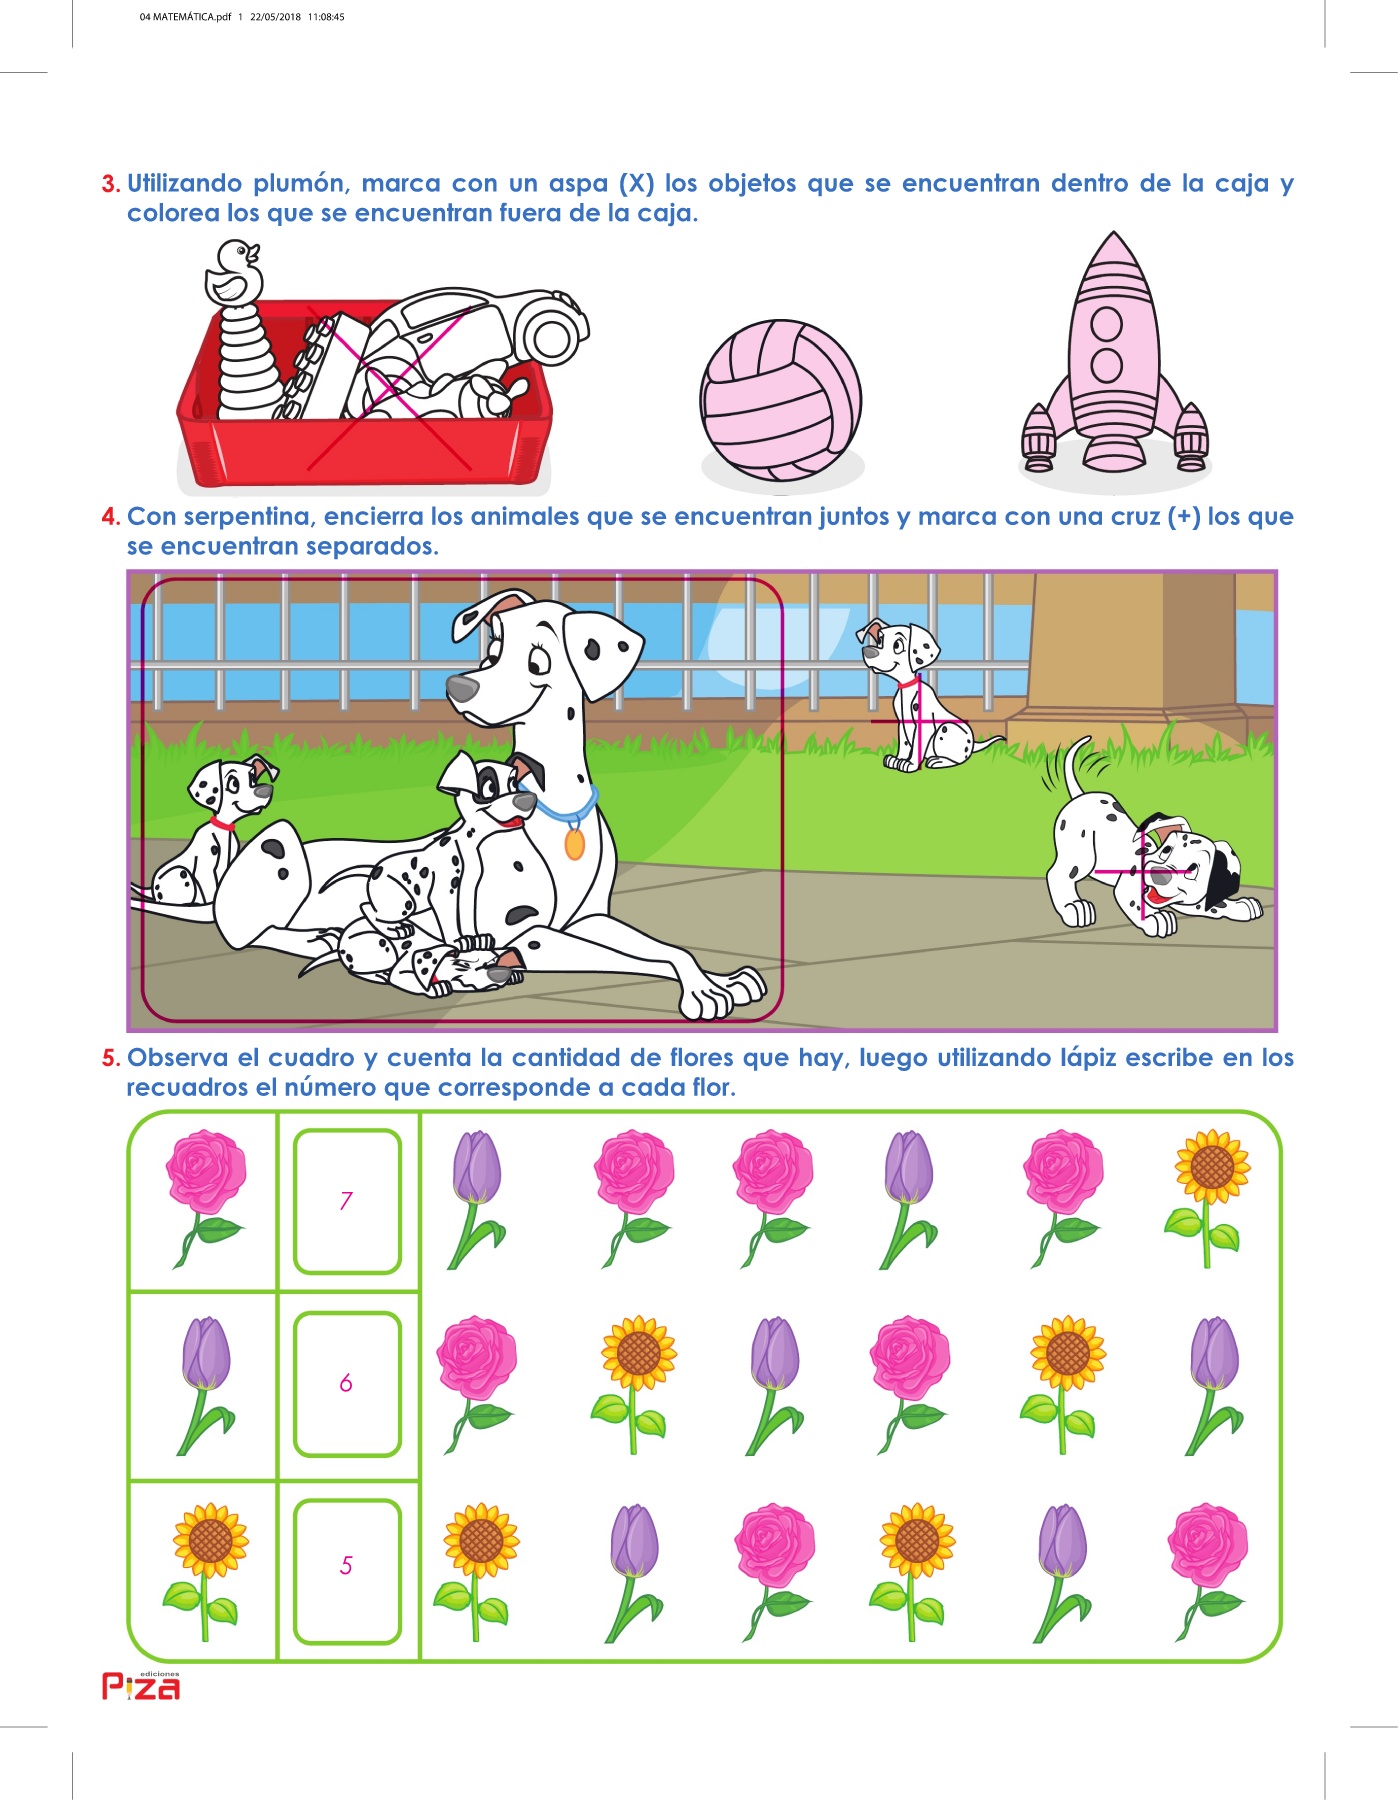 04 MATEMÁTICA.pdf 1 22/05/2018 11:08:45
3. Utilizando plumón, marca con un aspa (X) los objetos que se encuentran dentro de la caja y
colorea los que se encuentran fuera de la caja.
4. Con serpentina, encierra los animales que se encuentran juntos y marca con una cruz (+) los que
se encuentran separados.
5. Observa el cuadro y cuenta la cantidad de flores que hay, luego utilizando lápiz escribe en los
recuadros el número que corresponde a cada flor.
7
6
5
ediciones
Piza